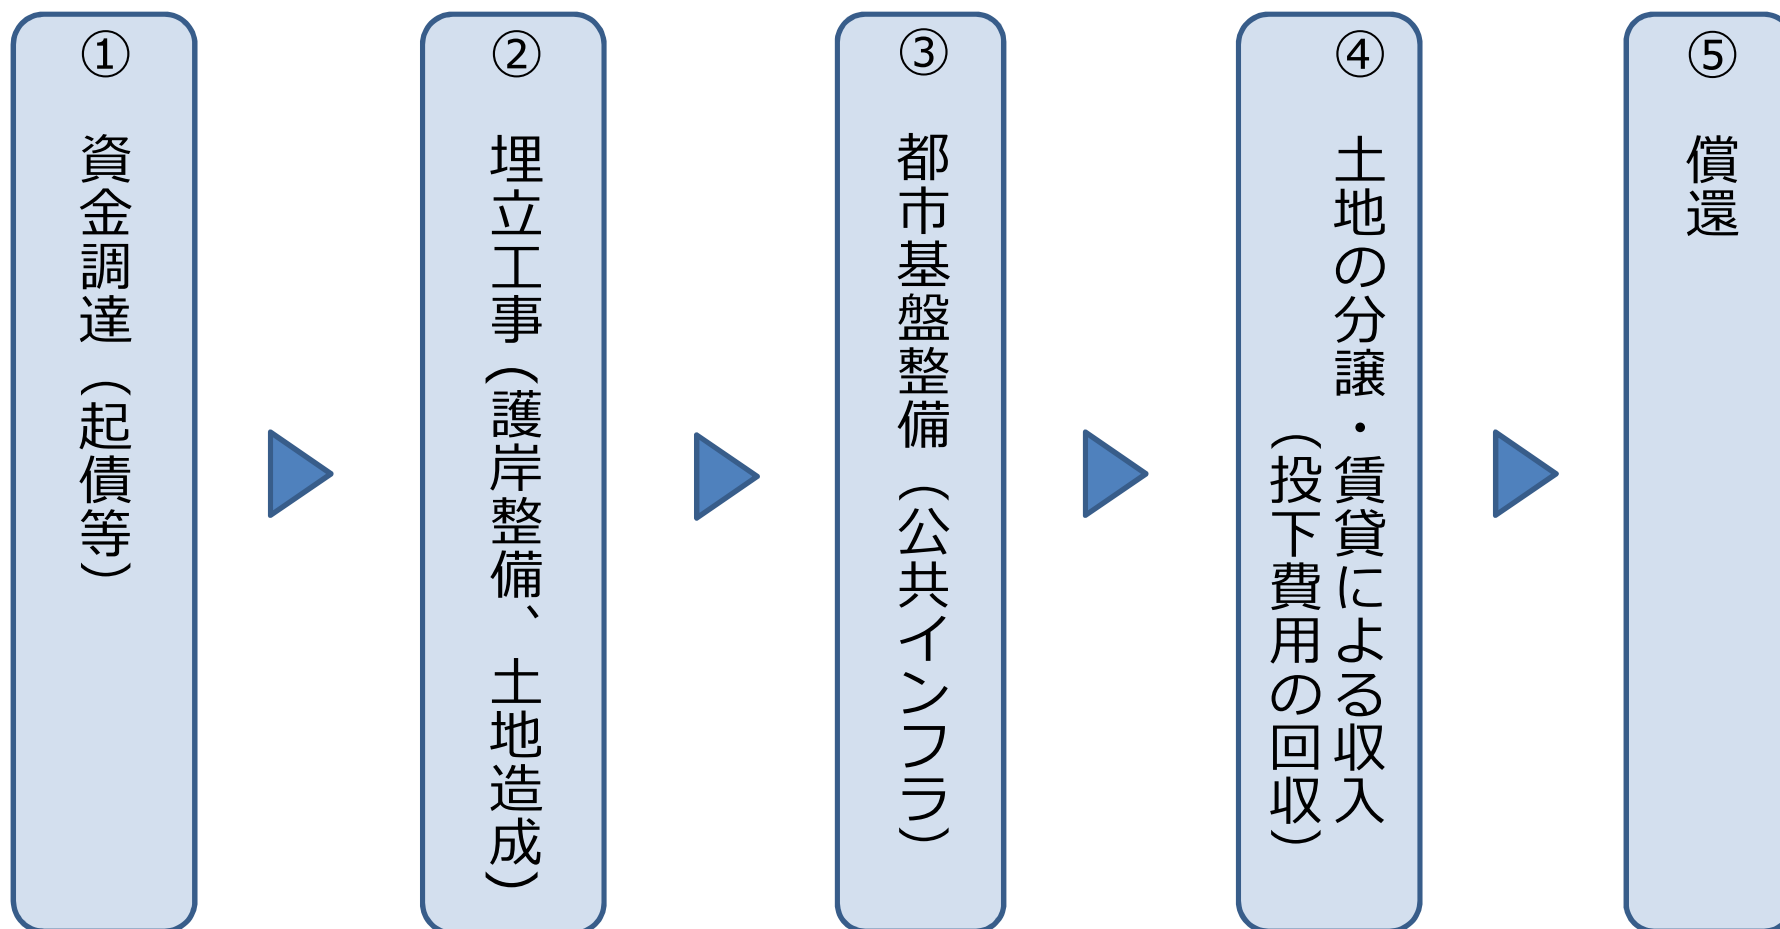 ① 資金調達（起債等）
② 埋立工事（護岸整備、土地造成）
③ 都市基盤整備（公共インフラ）
④ 土地の分譲・賃貸による収入
（投下費用の回収）
⑤ 償還